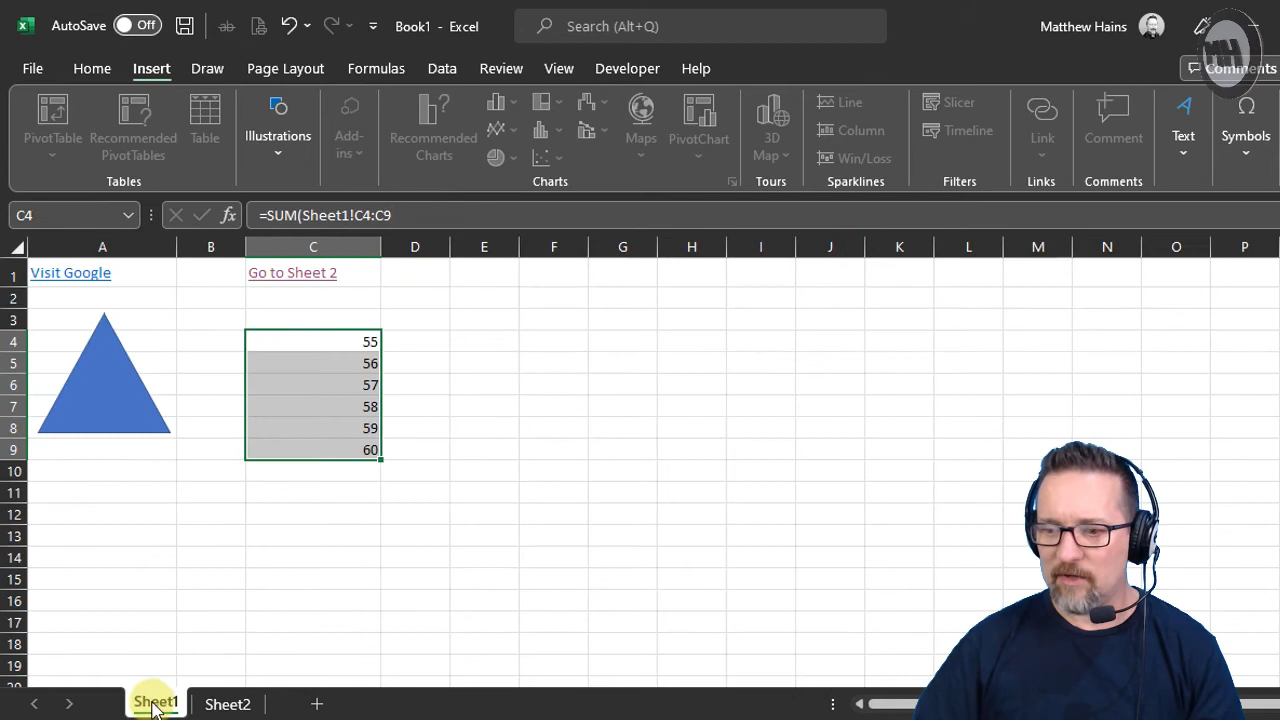 AutoSave Off
Book1 - Excel
Search (Alt+Q)
Matthew Hains
File Home Insert Draw Page Layout Formulas Data Review View Developer Help
Comments
PivotTable
Recommended PivotTables
Table
Tables
Illustrations
Add-ins
Recommended Charts
Maps
PivotChart
Charts
3D Map
Tours
Line
Column
Win/Loss
Sparklines
Slicer
Timeline
Filters
Link
Links
Comment
Comments
Text
Symbols
C4
fx
=SUM(Sheet1!C4:C9
A B C D E F G H I J K L M N O P
1 Visit Google Go to Sheet 2
2
3
4 55
5 56
6 57
7 58
8 59
9 60
10
11
12
13
14
15
16
17
18
19
Sheet1 Sheet2